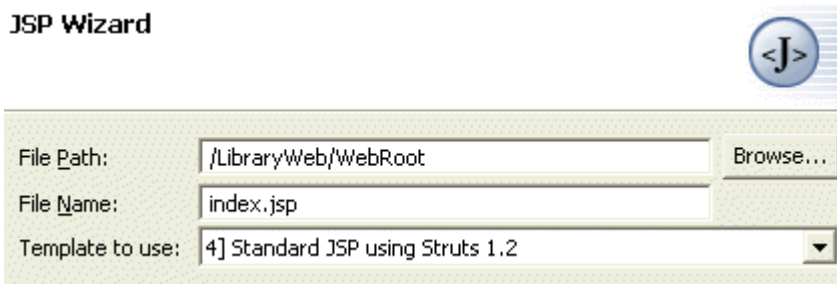 JSP Wizard
<J>
File Path: /LibraryWeb/WebRoot Browse...
File Name: index.jsp
Template to use: 4] Standard JSP using Struts 1.2